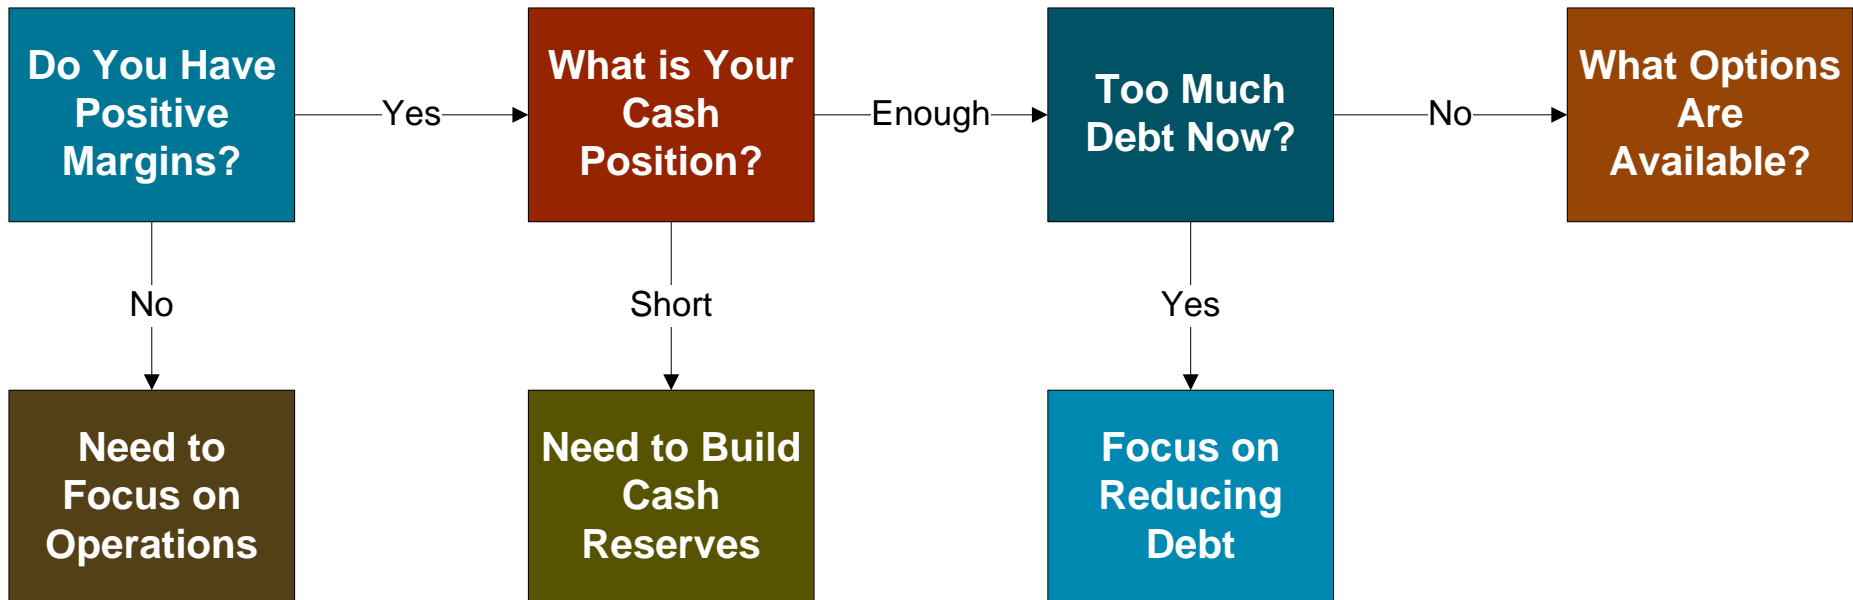 Do You Have
Positive
Margins?
Yes
What is Your
Cash
Position?
Enough
Too Much
Debt Now?
No
What Options
Are
Available?
No
Short
Yes
Need to
Focus on
Operations
Need to Build
Cash
Reserves
Focus on
Reducing
Debt